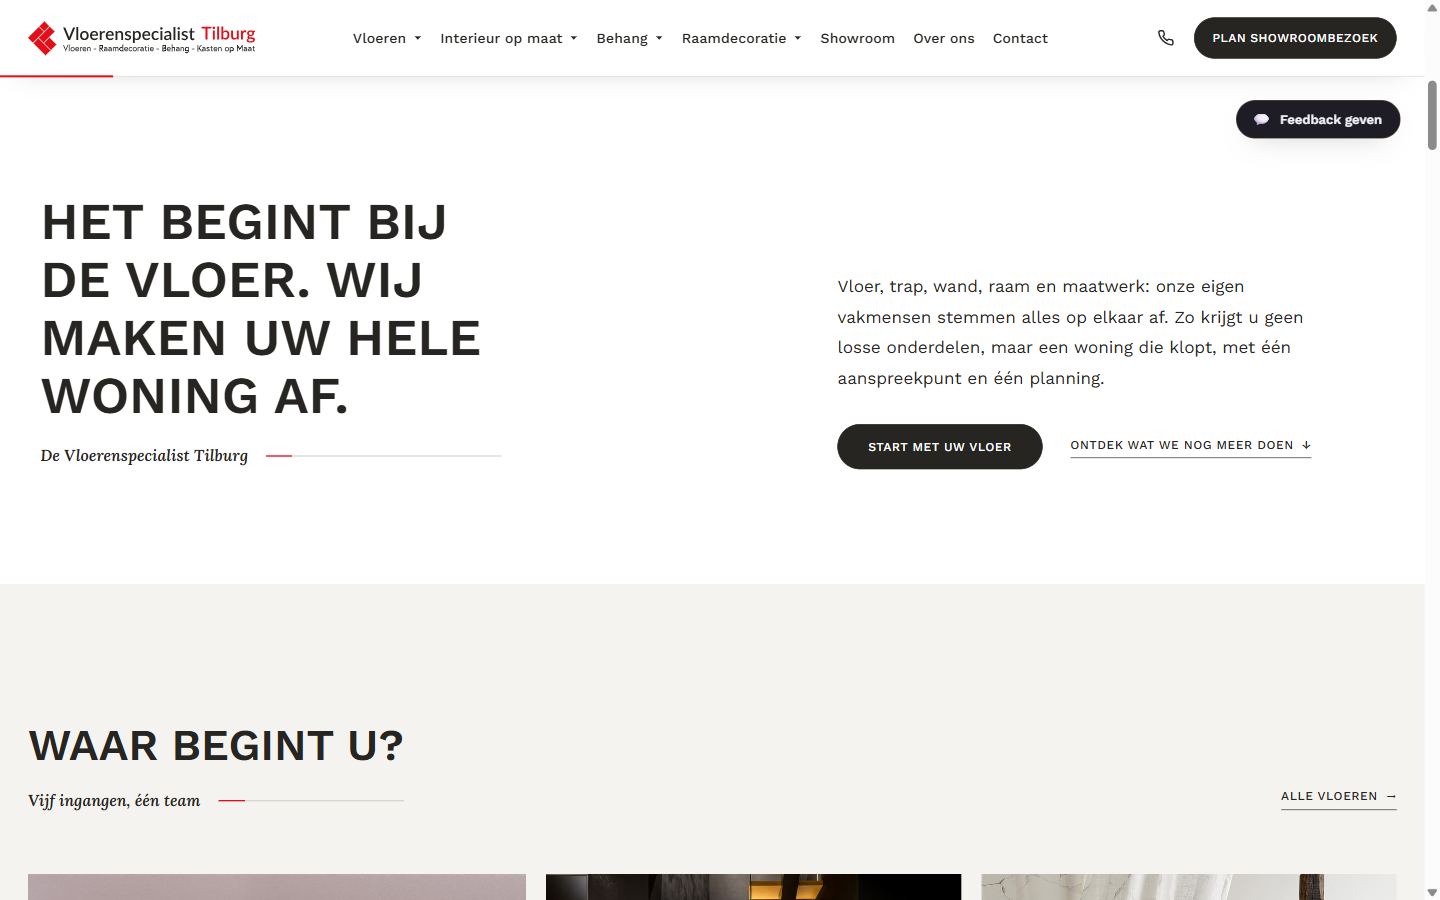 Vloerenspecialist Tilburg
Vloeren - Raamdecoratie - Behang - Kasten op Maat
Vloeren
Interieur op maat
Behang
Raamdecoratie
Showroom
Over ons
Contact
PLAN SHOWROOMBEZOEK
Feedback geven
HET BEGINT BIJ
DE VLOER. WIJ
MAKEN UW HELE
WONING AF.
De Vloerenspecialist Tilburg
Vloer, trap, wand, raam en maatwerk: onze eigen
vakmensen stemmen alles op elkaar af. Zo krijgt u geen
losse onderdelen, maar een woning die klopt, met één
aanspreekpunt en één planning.
START MET UW VLOER
ONTDEK WAT WE NOG MEER DOEN ↓
WAAR BEGINT U?
Vijf ingangen, één team
ALLE VLOEREN →